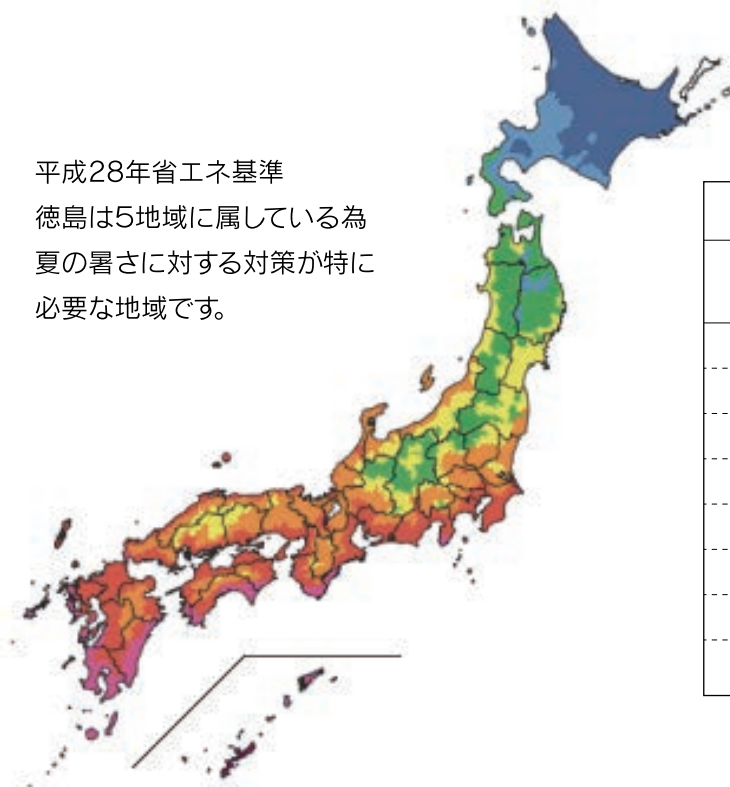 平成28年省エネ基準
徳島は5地域に属している為
夏の暑さに対する対策が特に
必要な地域です。